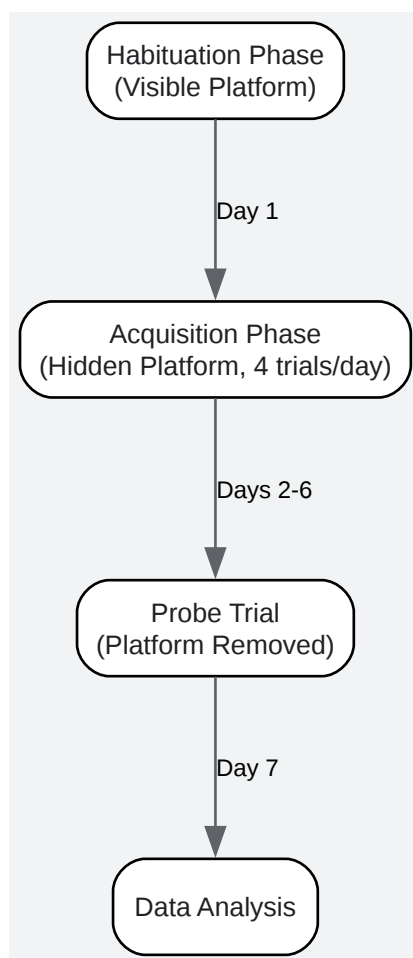 Habituation Phase
(Visible Platform)
Day 1
Acquisition Phase
(Hidden Platform, 4 trials/day)
Days 2-6
Probe Trial
(Platform Removed)
Day 7
Data Analysis